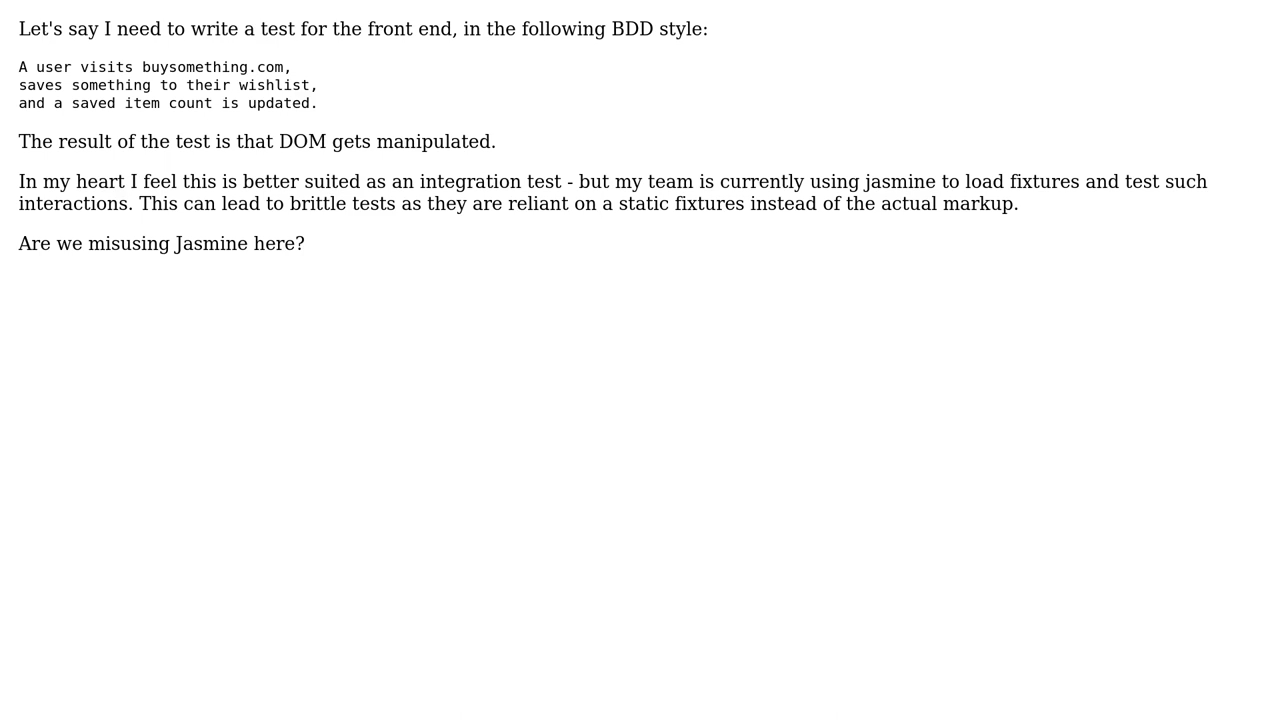 Let's say I need to write a test for the front end, in the following BDD style:
A user visits buysomething.com,
saves something to their wishlist,
and a saved item count is updated.
The result of the test is that DOM gets manipulated.
In my heart I feel this is better suited as an integration test - but my team is currently using jasmine to load fixtures and test such
interactions. This can lead to brittle tests as they are reliant on a static fixtures instead of the actual markup.
Are we misusing Jasmine here?